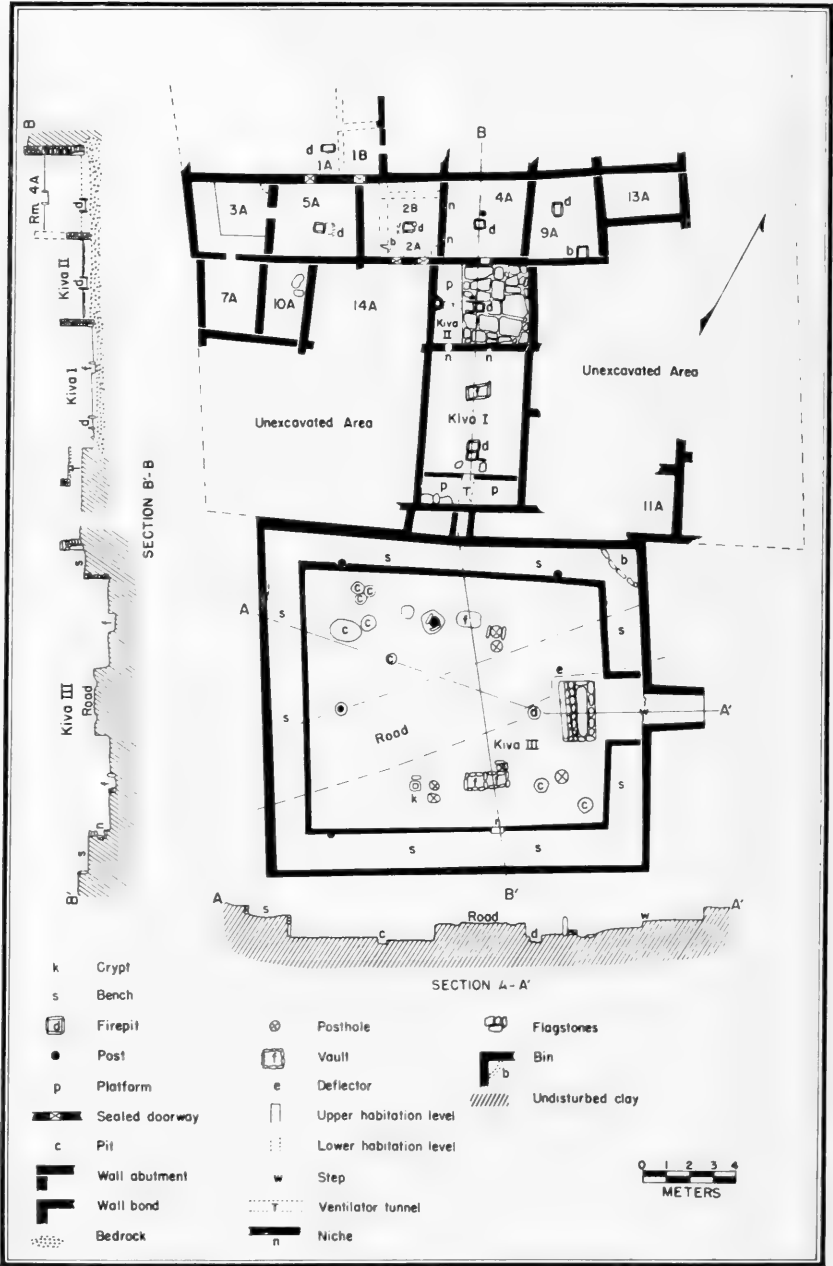 B
d
1A
1B
B
3A
5A
d
2B
d
b
2A
n
n
4A
d
d
9A
b
13A
Rm. 4A
d
7A
10A
14A
p
Kiva
II
d
Kiva II
d
n
n
Unexcavated Area
f
Kiva I
f
Kiva I
d
Unexcavated Area
d
p
T
p
11A
SECTION B'-B
s
s
s
b
A
s
c
c
c
c
c
f
s
f
c
e
Kiva III
Road
s
d
w
A'
Road
Kiva III
f
k
f
c
c
s
n
n
s
s
s
B'
B'
A
s
c
Road
d
w
A'
SECTION A-A'
k Crypt
s Bench
d Firepit
Post
p Platform
Sealed doorway
c Pit
Wall abutment
Wall bond
Bedrock
Posthole
f Vault
e Deflector
Upper habitation level
Lower habitation level
w Step
T Ventilator tunnel
n Niche
Flagstones
Bin
b
Undisturbed clay
0 1 2 3 4
METERS